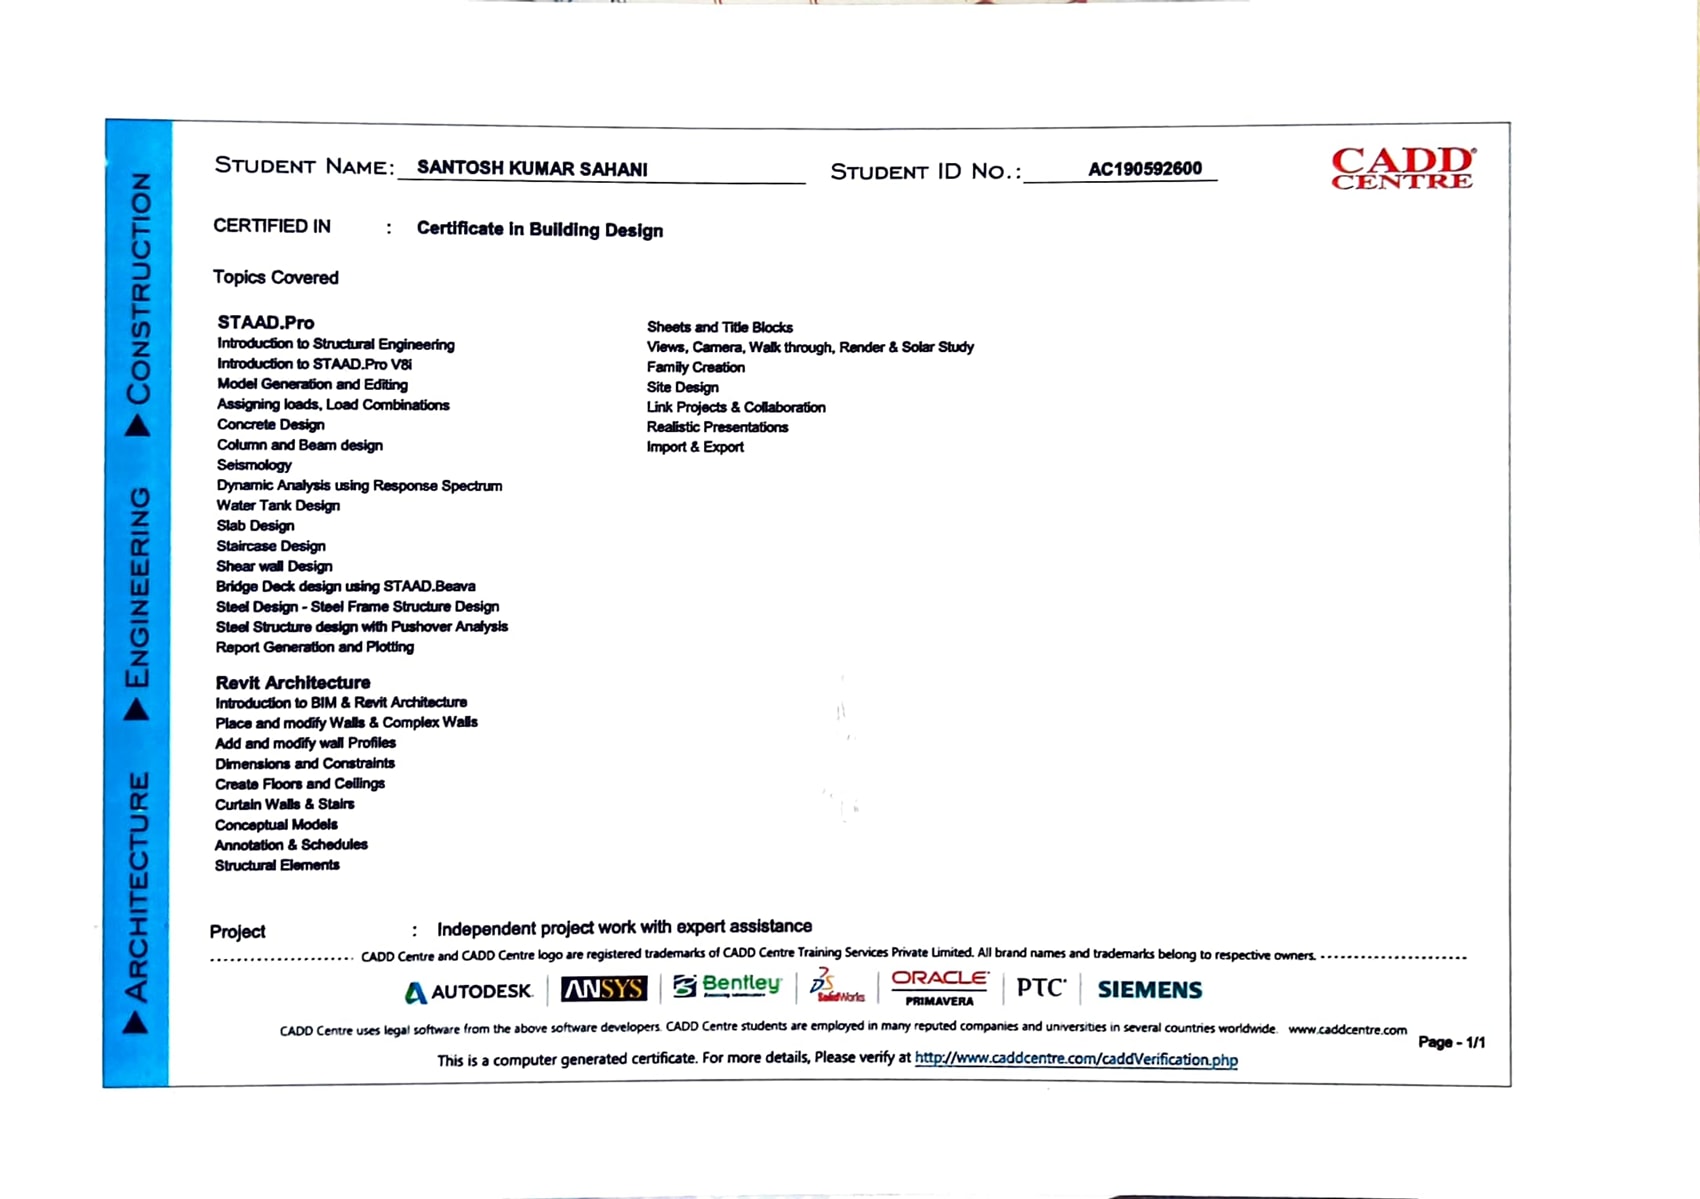 STUDENT NAME: SANTOSH KUMAR SAHANI STUDENT ID NO.: AC190592600
CADD
CENTRE
CERTIFIED IN : Certificate in Building Design
Topics Covered
STAAD.Pro
Introduction to Structural Engineering
Introduction to STAAD.Pro V8i
Model Generation and Editing
Assigning loads, Load Combinations
Concrete Design
Column and Beam design
Seismology
Dynamic Analysis using Response Spectrum
Water Tank Design
Slab Design
Staircase Design
Shear wall Design
Bridge Deck design using STAAD.Beava
Steel Design - Steel Frame Structure Design
Steel Structure design with Pushover Analysis
Report Generation and Plotting
Revit Architecture
Introduction to BIM & Revit Architecture
Place and modify Walls & Complex Walls
Add and modify wall Profiles
Dimensions and Constraints
Create Floors and Ceilings
Curtain Walls & Stairs
Conceptual Models
Annotation & Schedules
Structural Elements
Sheets and Title Blocks
Views, Camera, Walk through, Render & Solar Study
Family Creation
Site Design
Link Projects & Collaboration
Realistic Presentations
Import & Export
Project : Independent project work with expert assistance
CADD Centre and CADD Centre logo are registered trademarks of CADD Centre Training Services Private Limited. All brand names and trademarks belong to respective owners.
AUTODESK ANSYS Bentley SolidWorks ORACLE PRIMAVERA PTC SIEMENS
CADD Centre uses legal software from the above software developers. CADD Centre students are employed in many reputed companies and universities in several countries worldwide. www.caddcentre.com
Page - 1/1
This is a computer generated certificate. For more details, Please verify at http://www.caddcentre.com/caddVerification.php
ARCHITECTURE ENGINEERING CONSTRUCTION